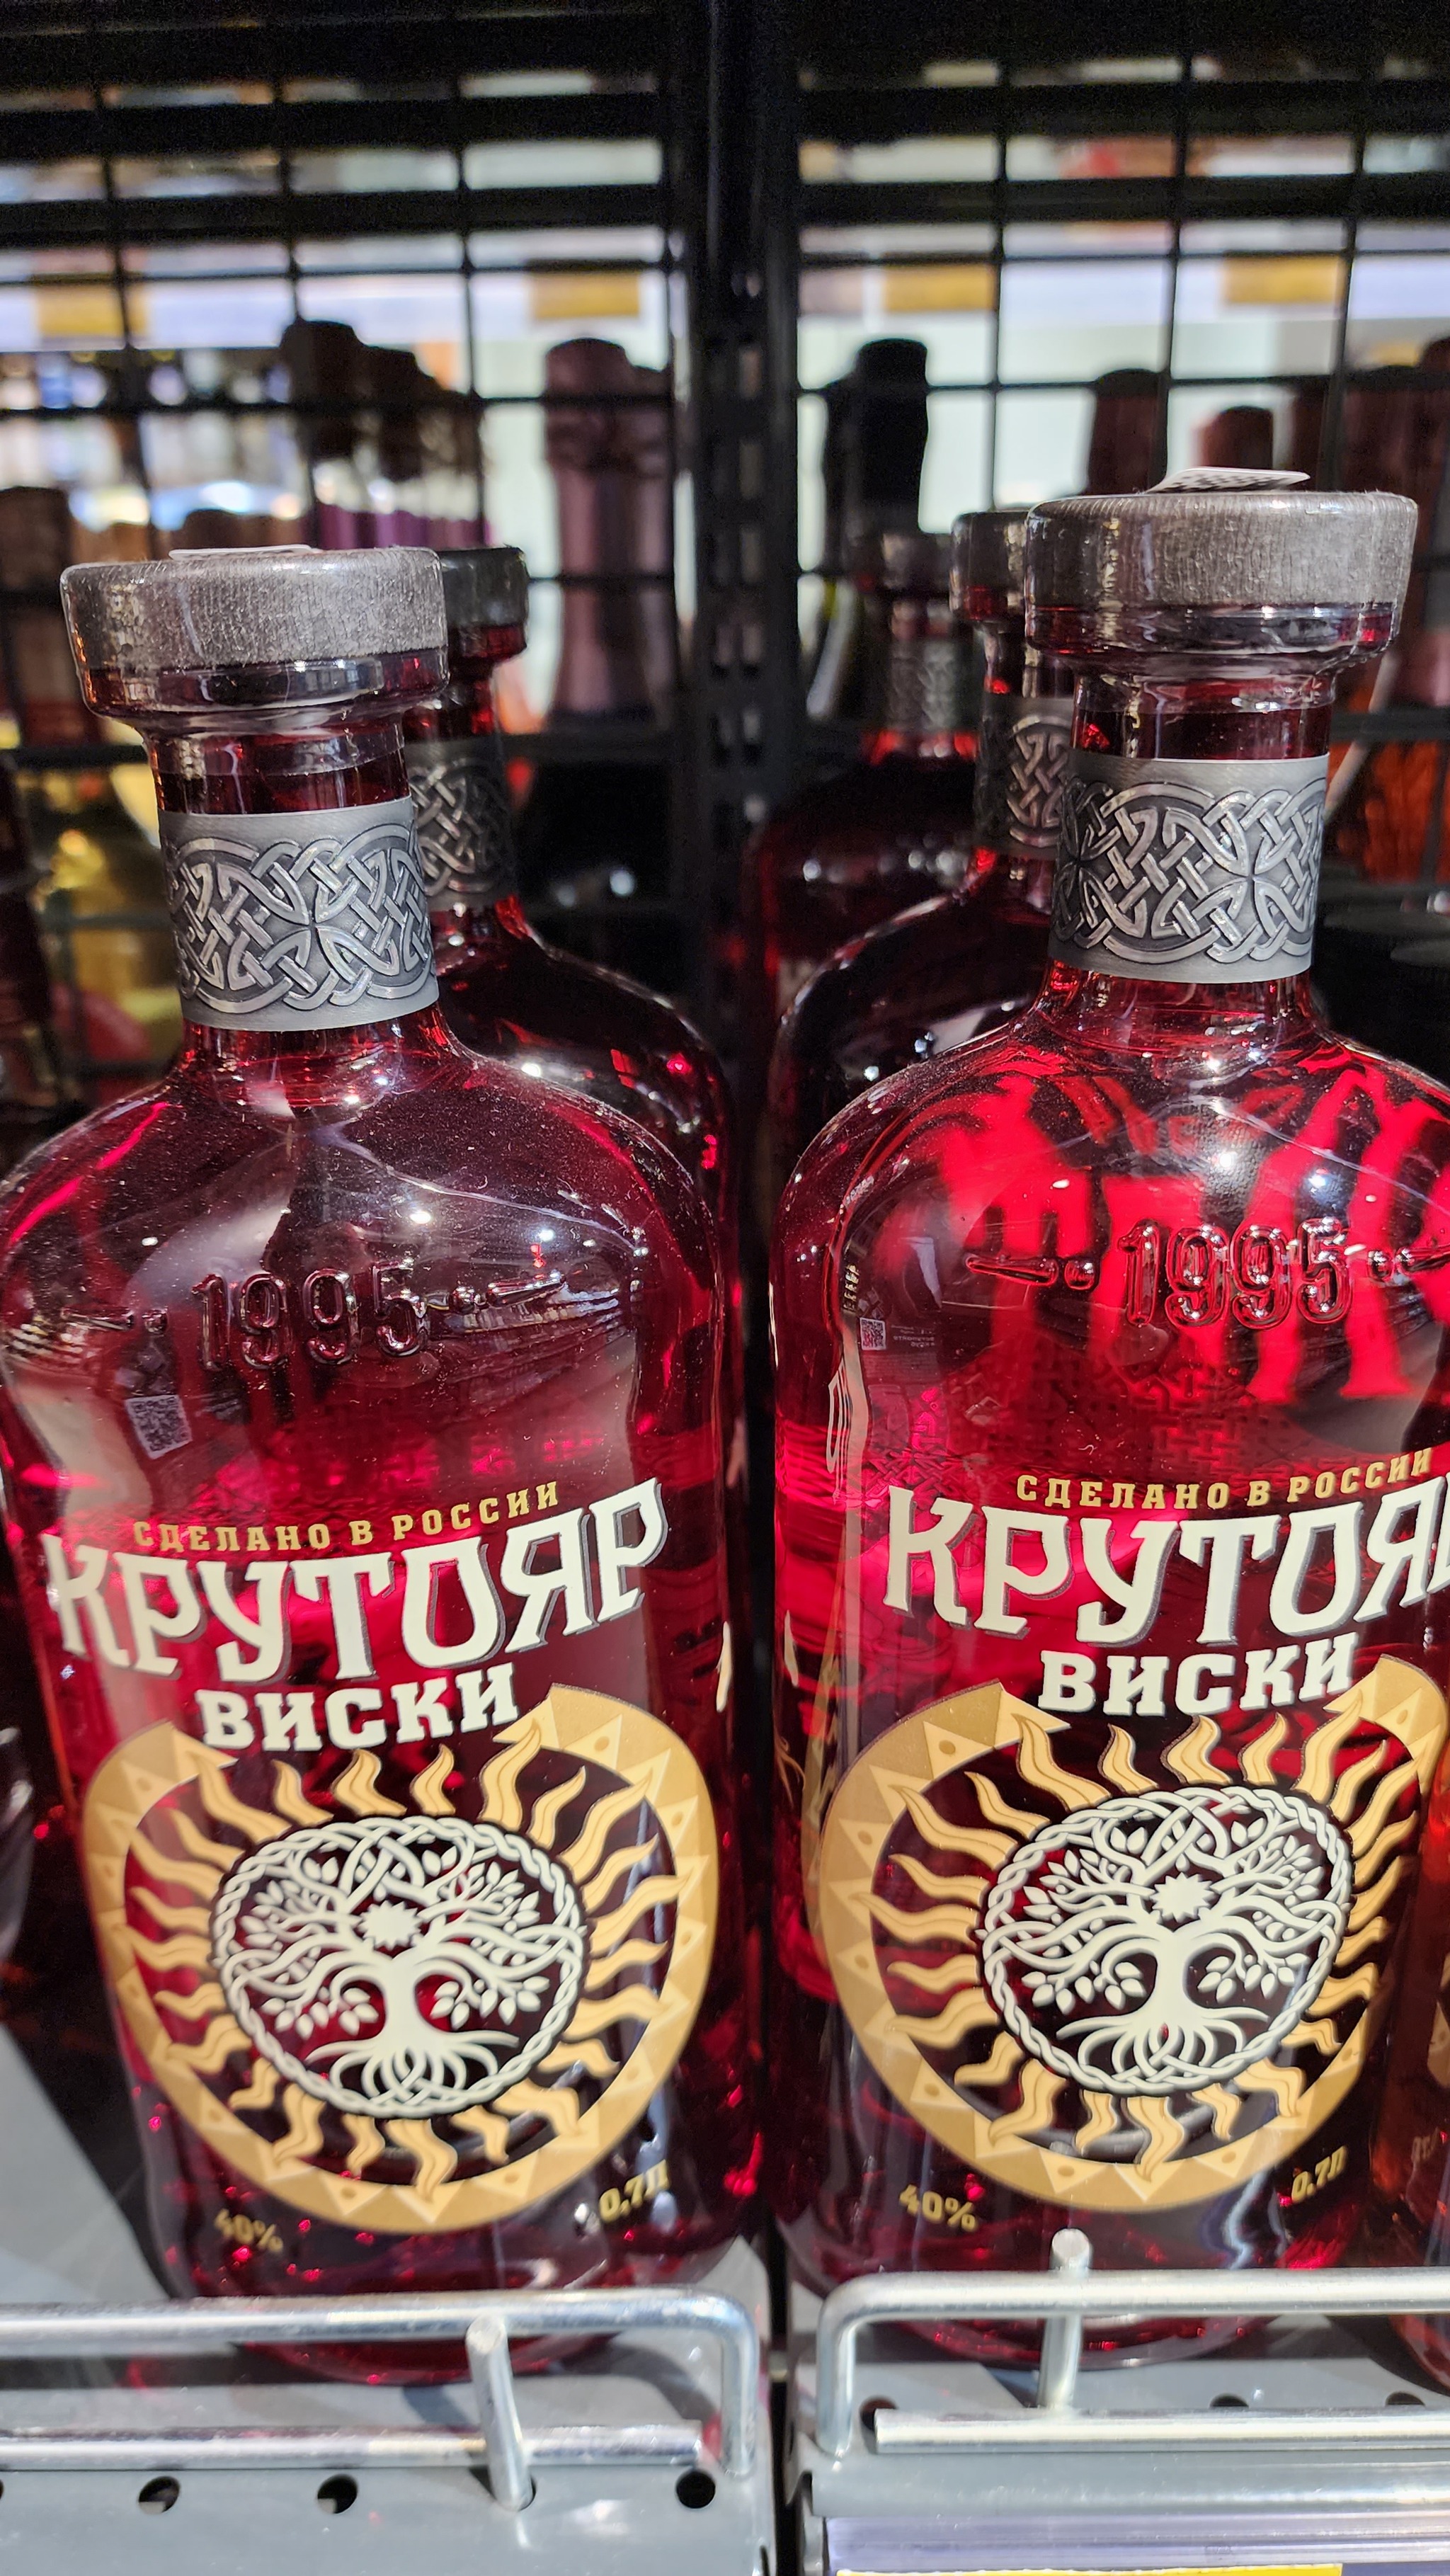 1995
СДЕЛАНО В РОССИИ
КРУТОЯР
ВИСКИ
40%
0,7Л
1995
СДЕЛАНО В РОССИИ
КРУТОЯР
ВИСКИ
40%
0,7Л